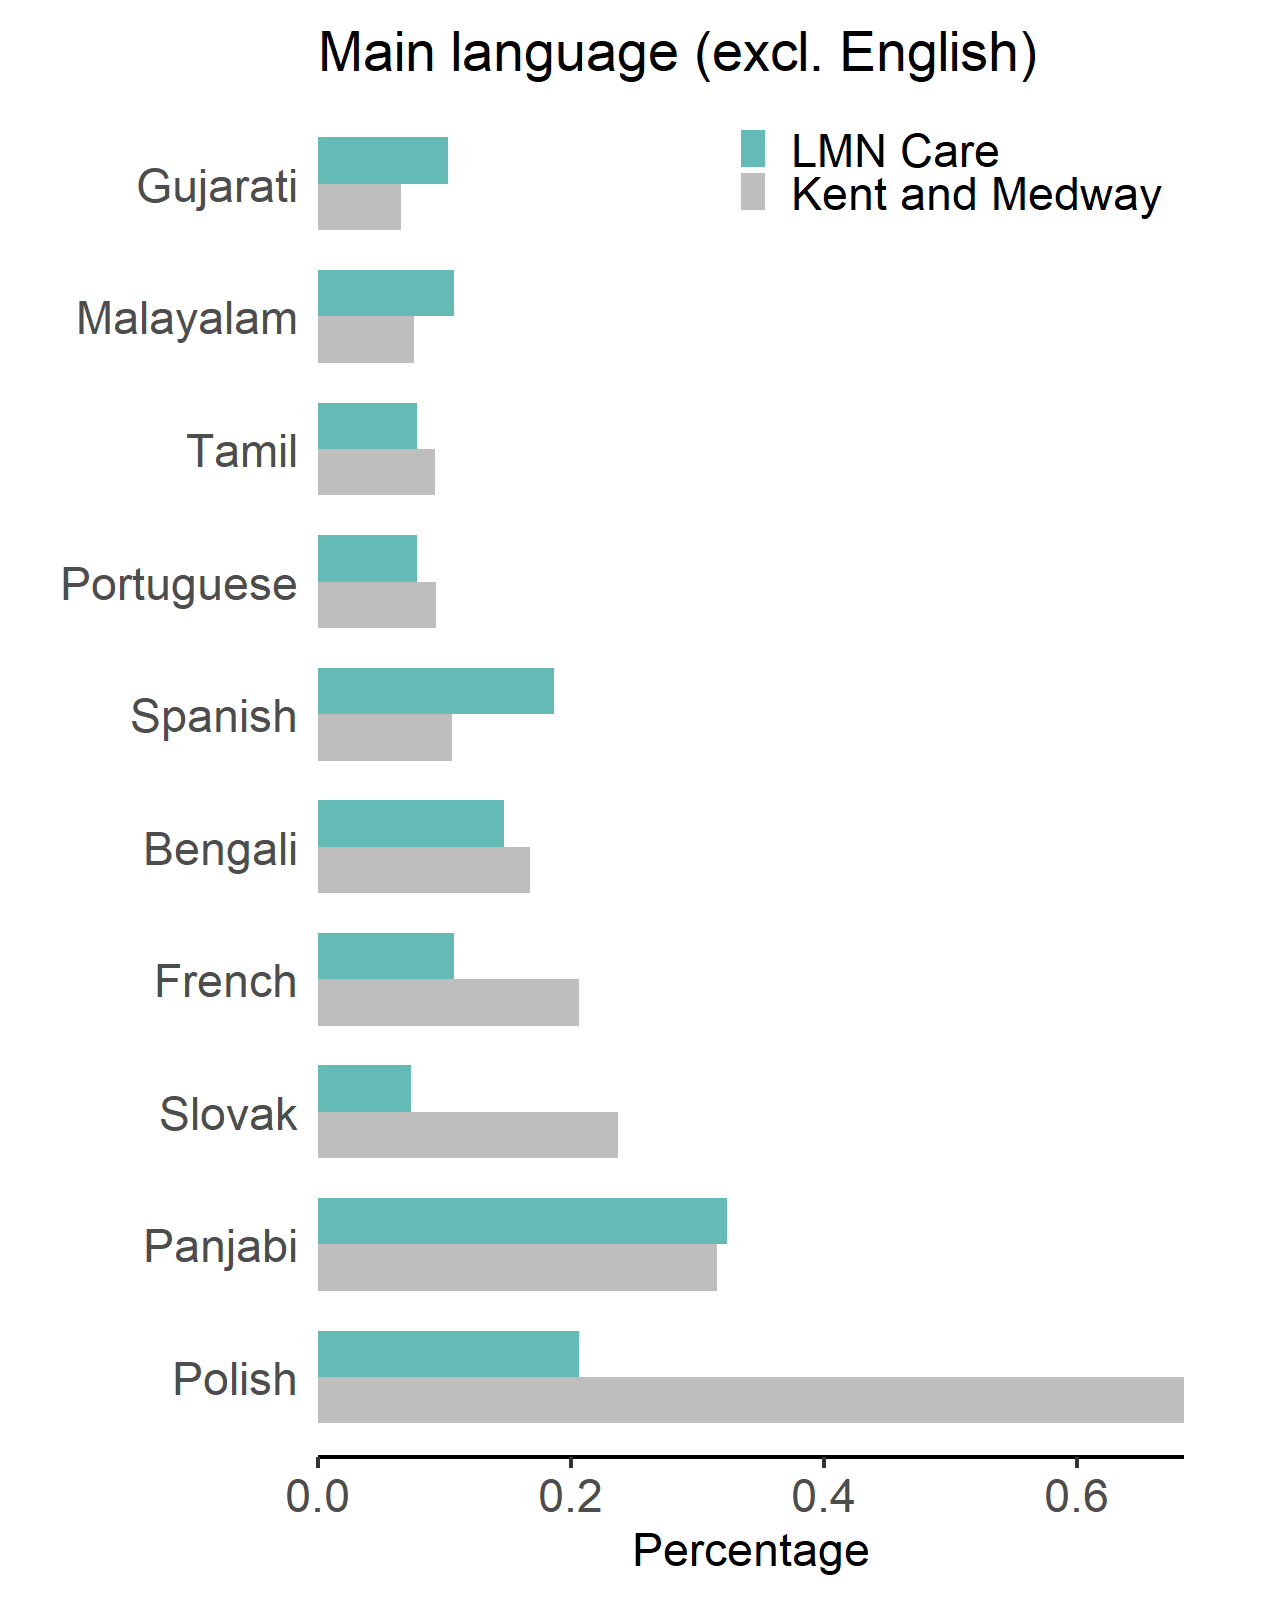 Main language (excl. English)
LMN Care
Kent and Medway
Gujarati
Malayalam
Tamil
Portuguese
Spanish
Bengali
French
Slovak
Panjabi
Polish
0.0 0.2 0.4 0.6
Percentage